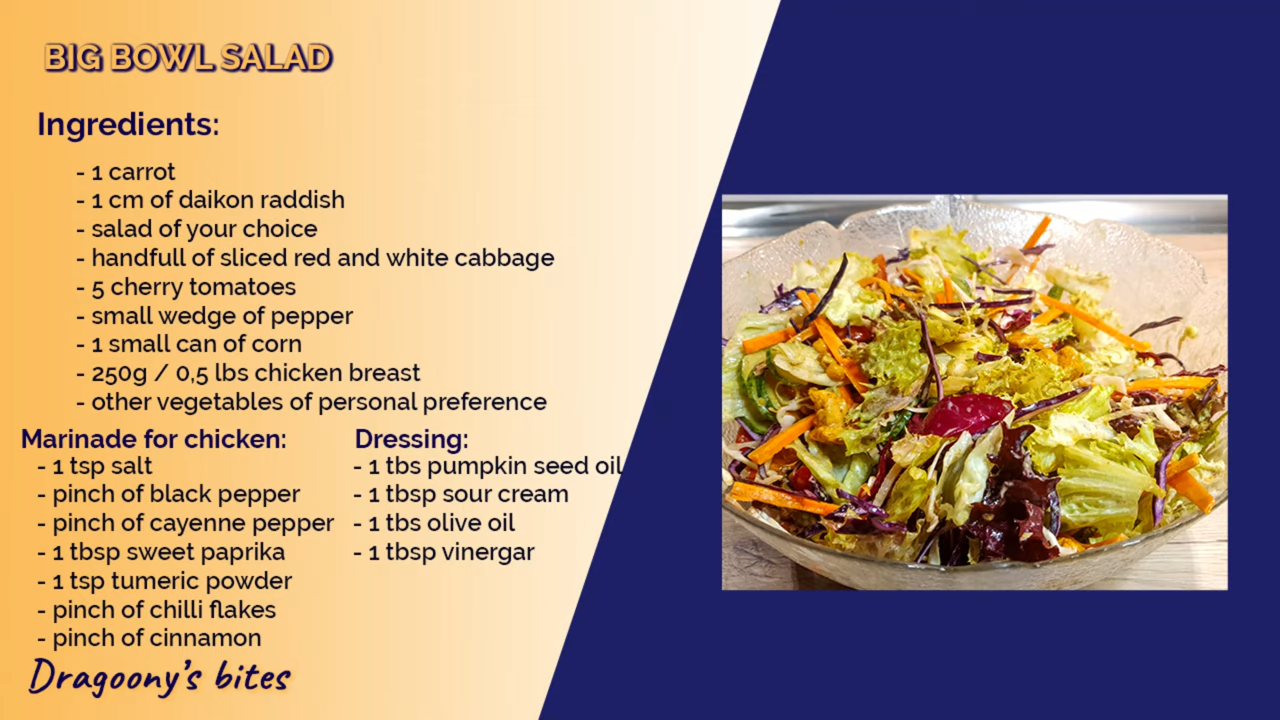 BIG BOWL SALAD
Ingredients:
- 1 carrot
- 1 cm of daikon raddish
- salad of your choice
- handfull of sliced red and white cabbage
- 5 cherry tomatoes
- small wedge of pepper
- 1 small can of corn
- 250g / 0,5 lbs chicken breast
- other vegetables of personal preference
Marinade for chicken:
- 1 tsp salt
- pinch of black pepper
- pinch of cayenne pepper
- 1 tbsp sweet paprika
- 1 tsp tumeric powder
- pinch of chilli flakes
- pinch of cinnamon
Dressing:
- 1 tbs pumpkin seed oil
- 1 tbsp sour cream
- 1 tbs olive oil
- 1 tbsp vinergar
Dragoony's bites